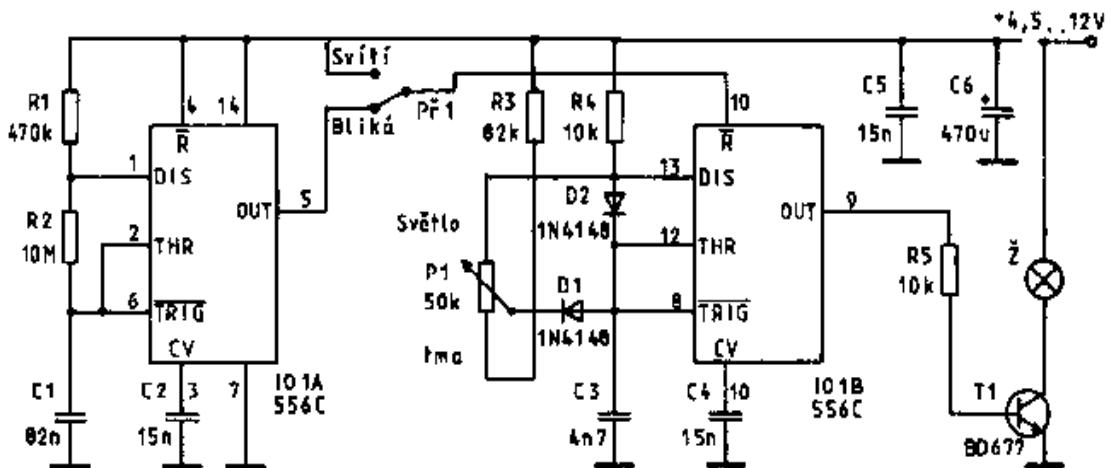 *4,5..12V
Svítí
Bliká
Př1
R1
470k
R2
10M
C1
82n
C2
15n
4
14
1
2
6
3
7
5
R
DIS
THR
TRIG
CV
OUT
IO1A
556C
R3
82k
R4
10k
Světlo
P1
50k
tma
D2
1N4148
D1
1N4148
C3
4n7
C4
15n
10
13
12
8
10
9
R
DIS
THR
TRIG
CV
OUT
IO1B
556C
C5
15n
C6
+
470u
R5
10k
Ž
T1
BD677